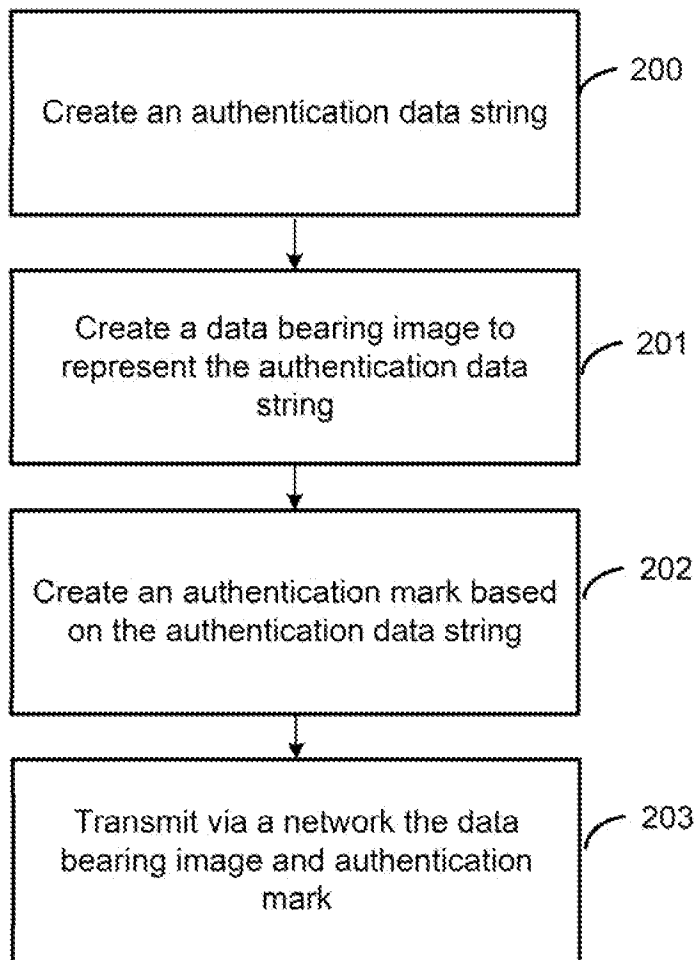 Create an authentication data string
200
Create a data bearing image to
represent the authentication data
string
201
Create an authentication mark based
on the authentication data string
202
Transmit via a network the data
bearing image and authentication
mark
203